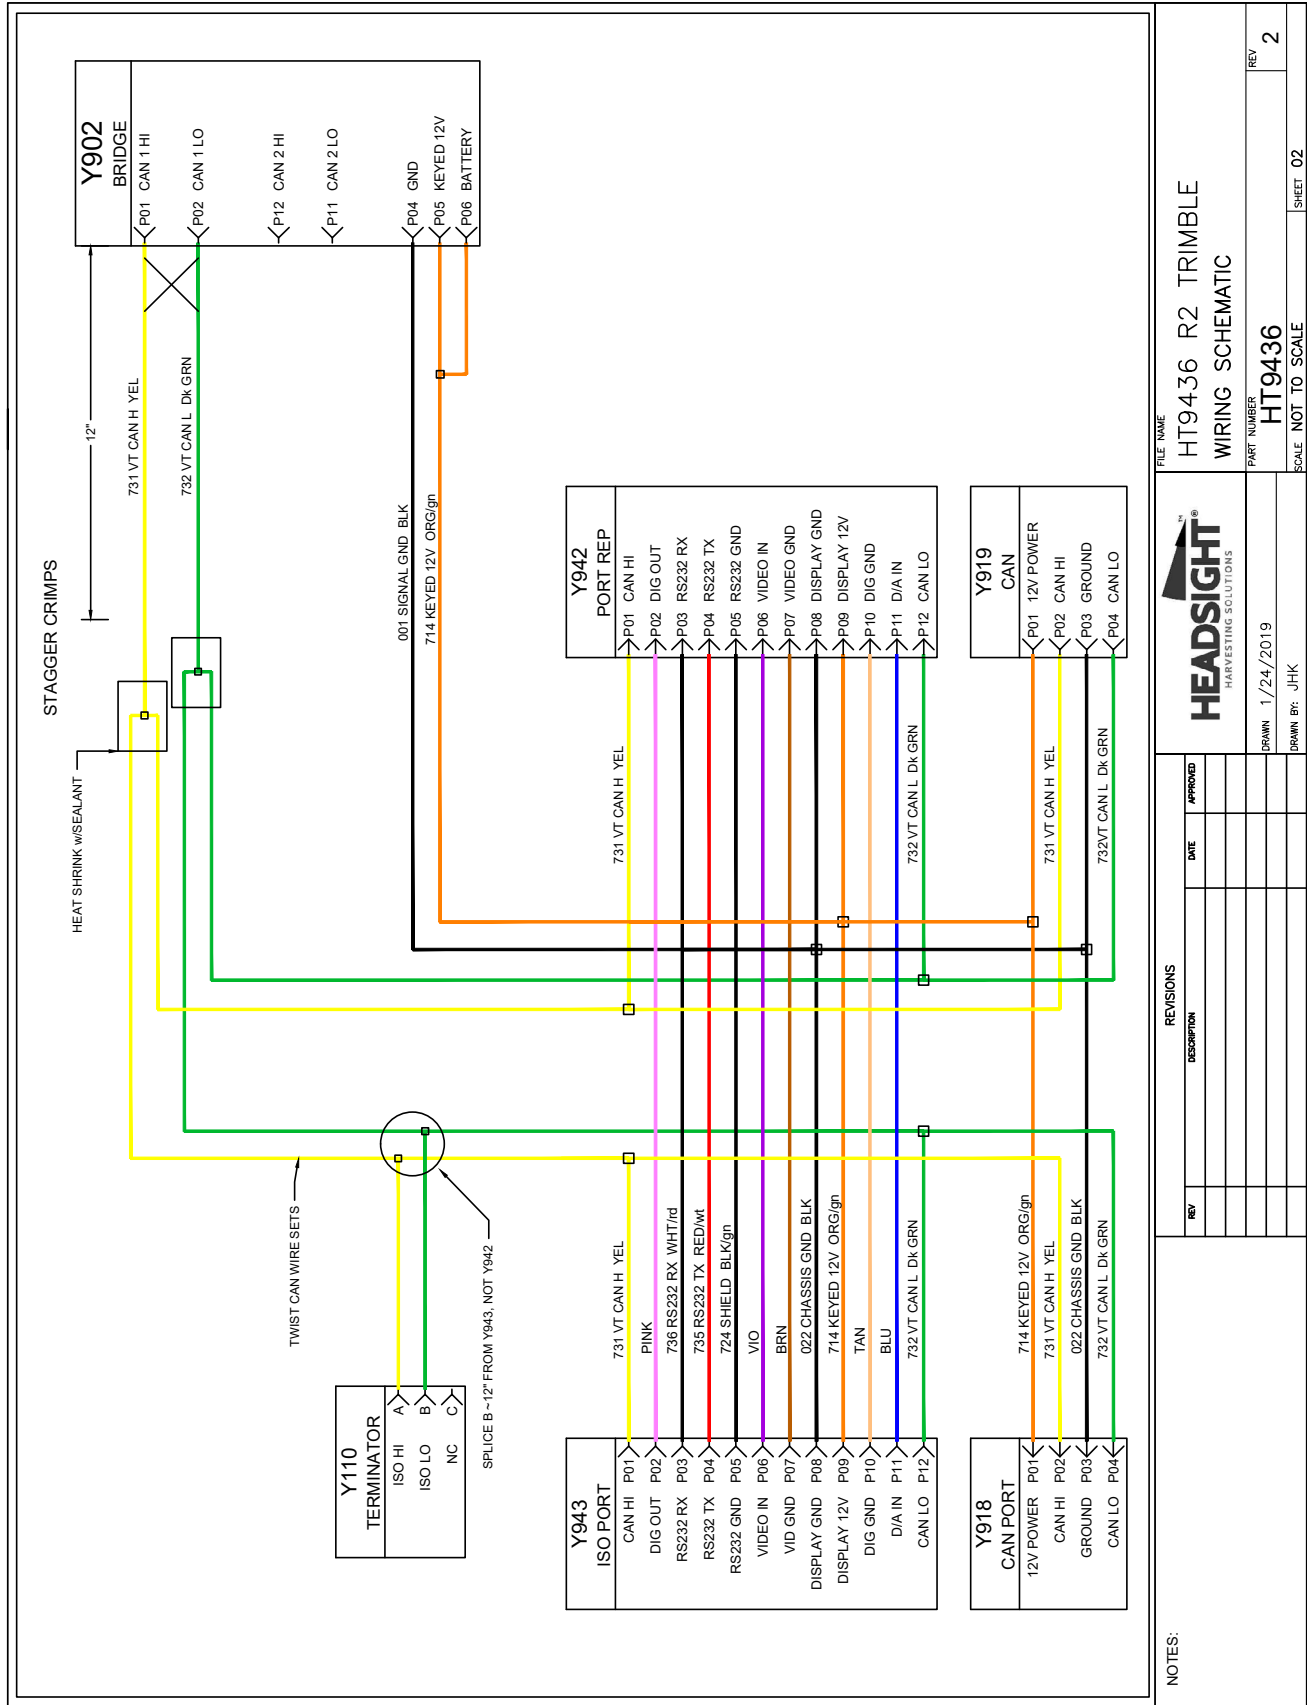 STAGGER CRIMPS
HEAT SHRINK w/SEALANT
12"
731 VT CAN H YEL
732 VT CAN L Dk GRN
Y902
BRIDGE
P01 CAN 1 HI
P02 CAN 1 LO
P12 CAN 2 HI
P11 CAN 2 LO
P04 GND
P05 KEYED 12V
P06 BATTERY
001 SIGNAL GND BLK
714 KEYED 12V ORG/gn
TWIST CAN WIRE SETS
Y110
TERMINATOR
ISO HI A
ISO LO B
NC C
SPLICE B ~12" FROM Y943, NOT Y942
Y943
ISO PORT
CAN HI P01
DIG OUT P02
RS232 RX P03
RS232 TX P04
RS232 GND P05
VIDEO IN P06
VID GND P07
DISPLAY GND P08
DISPLAY 12V P09
DIG GND P10
D/A IN P11
CAN LO P12
731 VT CAN H YEL
PINK
736 RS232 RX WHT/rd
735 RS232 TX RED/wt
724 SHIELD BLK/gn
VIO
BRN
022 CHASSIS GND BLK
714 KEYED 12V ORG/gn
TAN
BLU
732 VT CAN L Dk GRN
731 VT CAN H YEL
732 VT CAN L Dk GRN
Y942
PORT REP
P01 CAN HI
P02 DIG OUT
P03 RS232 RX
P04 RS232 TX
P05 RS232 GND
P06 VIDEO IN
P07 VIDEO GND
P08 DISPLAY GND
P09 DISPLAY 12V
P10 DIG GND
P11 D/A IN
P12 CAN LO
Y918
CAN PORT
12V POWER P01
CAN HI P02
GROUND P03
CAN LO P04
714 KEYED 12V ORG/gn
731 VT CAN H YEL
022 CHASSIS GND BLK
732 VT CAN L Dk GRN
731 VT CAN H YEL
732VT CAN L Dk GRN
Y919
CAN
P01 12V POWER
P02 CAN HI
P03 GROUND
P04 CAN LO
NOTES:
REVISIONS
REV DESCRIPTION DATE APPROVED
HEADSIGHT®
™
HARVESTING SOLUTIONS
DRAWN 1/24/2019
DRAWN BY: JHK
FILE NAME
HT9436 R2 TRIMBLE
WIRING SCHEMATIC
PART NUMBER
HT9436
REV
2
SCALE NOT TO SCALE
SHEET 02